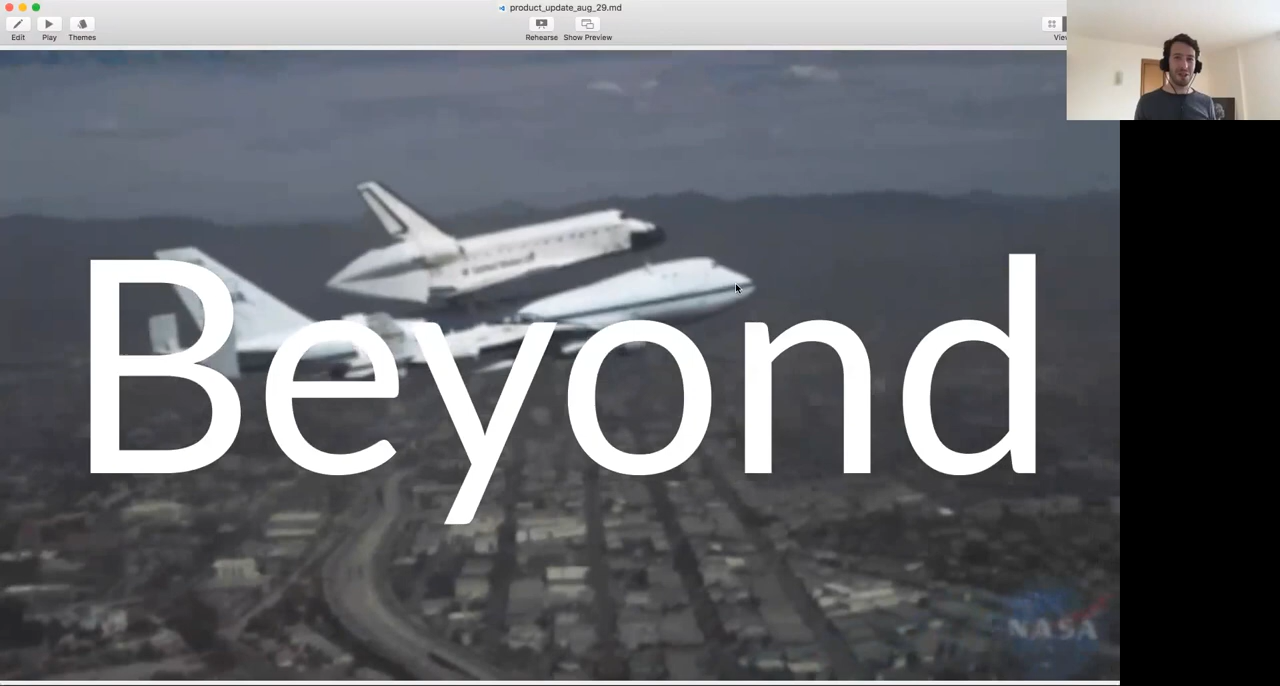 product_update_aug_29.md
Edit Play Themes Rehearse Show Preview
Beyond
NASA